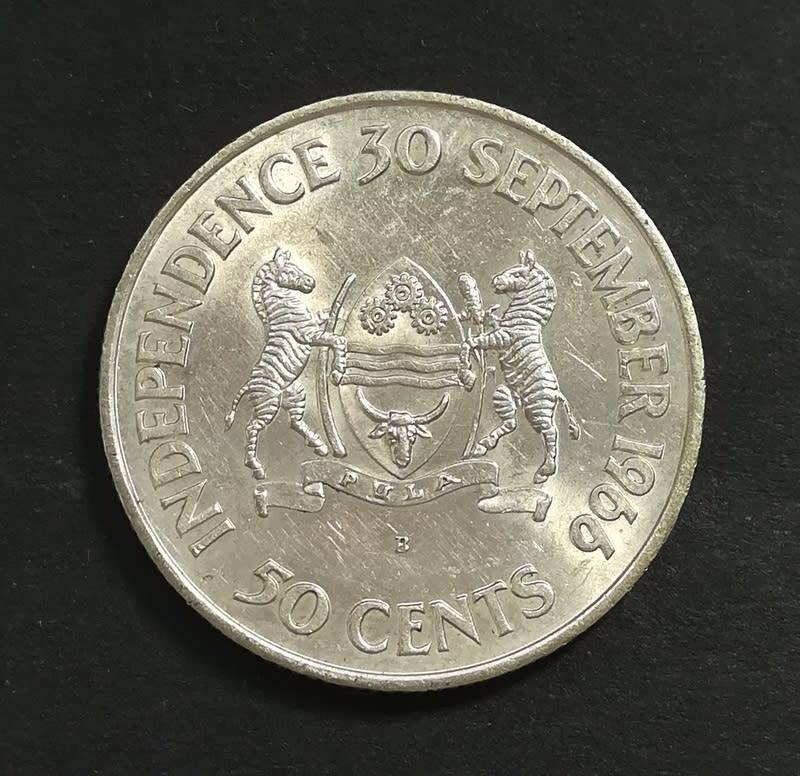 INDEPENDENCE 30 SEPTEMBER 1966
PULA
B
50 CENTS